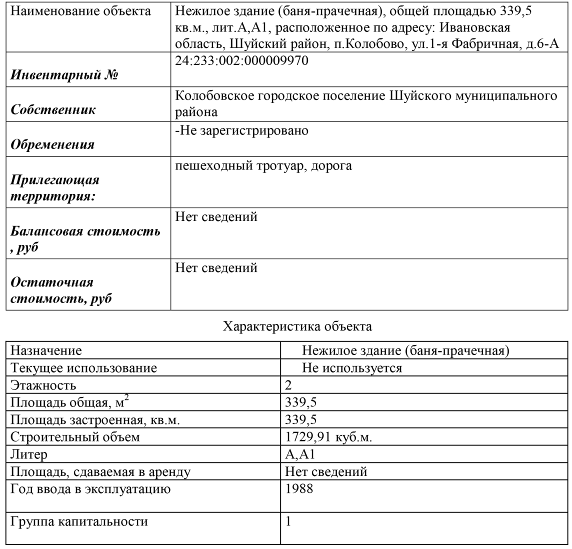 Наименование объекта
Нежилое здание (баня-прачечная), общей площадью 339,5
кв.м., лит.А,А1, расположенное по адресу: Ивановская
область, Шуйский район, п.Колобово, ул.1-я Фабричная, д.6-А
Инвентарный №
24:233:002:000009970
Собственник
Колобовское городское поселение Шуйского муниципального
района
Обременения
-Не зарегистрировано
Прилегающая
территория:
пешеходный тротуар, дорога
Балансовая стоимость
, руб
Нет сведений
Остаточная
стоимость, руб
Нет сведений
Характеристика объекта
Назначение
Нежилое здание (баня-прачечная)
Текущее использование
Не используется
Этажность
2
Площадь общая, м²
339,5
Площадь застроенная, кв.м.
339,5
Строительный объем
1729,91 куб.м.
Литер
А,А1
Площадь, сдаваемая в аренду
Нет сведений
Год ввода в эксплуатацию
1988
Группа капитальности
1